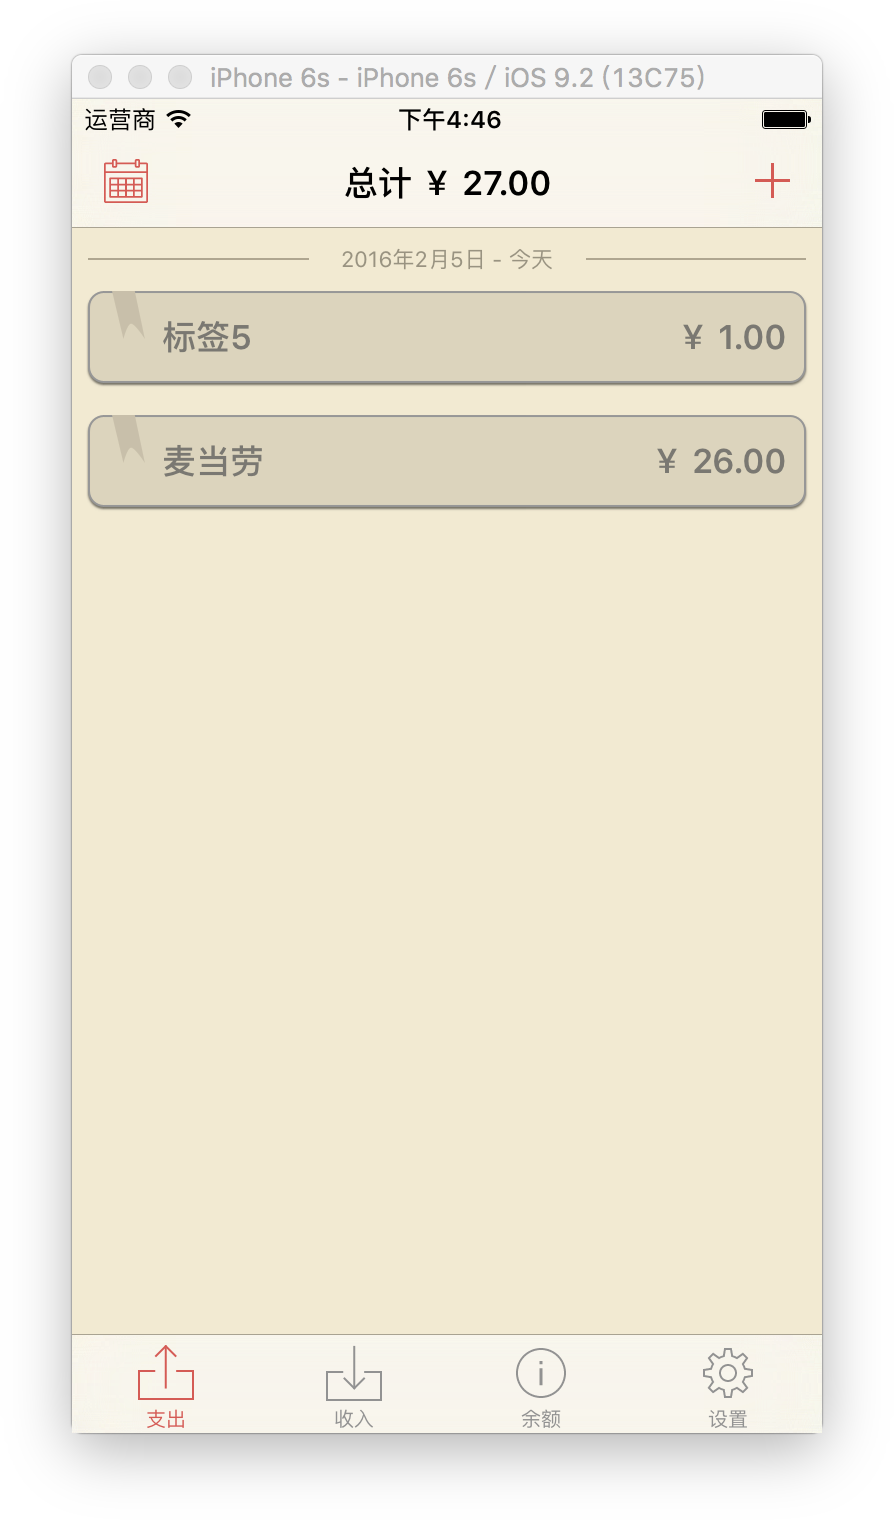 iPhone 6s - iPhone 6s / iOS 9.2 (13C75)
运营商 下午4:46
总计 ¥ 27.00
2016年2月5日 - 今天
标签5 ¥ 1.00
麦当劳 ¥ 26.00
支出 收入 余额 设置